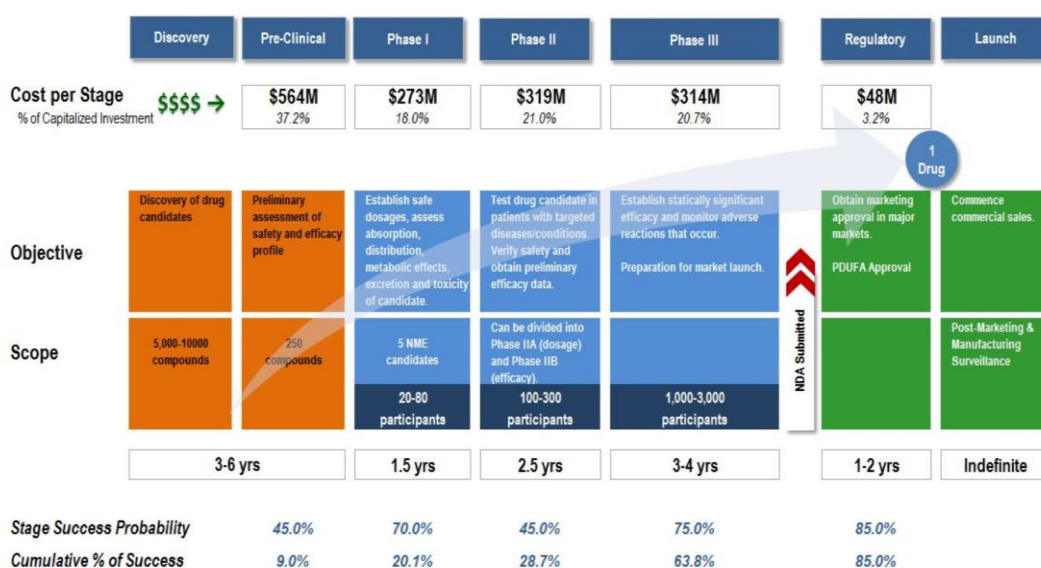 Discovery
Pre-Clinical
Phase I
Phase II
Phase III
Regulatory
Launch
Cost per Stage
% of Capitalized Investment
$$$$ →
$564M
37.2%
$273M
18.0%
$319M
21.0%
$314M
20.7%
$48M
3.2%
1
Drug
Objective
Discovery of drug
candidates
Preliminary
assessment of
safety and efficacy
profile
Establish safe
dosages, assess
absorption,
distribution,
metabolic effects,
excretion and toxicity
of candidate.
Test drug candidate in
patients with targeted
diseases/conditions.
Verify safety and
obtain preliminary
efficacy data.
Establish statically significant
efficacy and monitor adverse
reactions that occur.
Preparation for market launch.
Obtain marketing
approval in major
markets.
PDUFA Approval
Commence
commercial sales.
NDA Submitted
Scope
5,000-10000
compounds
250
compounds
5 NME
candidates
20-80
participants
Can be divided into
Phase IIA (dosage)
and Phase IIB
(efficacy).
100-300
participants
1,000-3,000
participants
Post-Marketing &
Manufacturing
Surveillance
3-6 yrs
1.5 yrs
2.5 yrs
3-4 yrs
1-2 yrs
Indefinite
Stage Success Probability
45.0%
70.0%
45.0%
75.0%
85.0%
Cumulative % of Success
9.0%
20.1%
28.7%
63.8%
85.0%